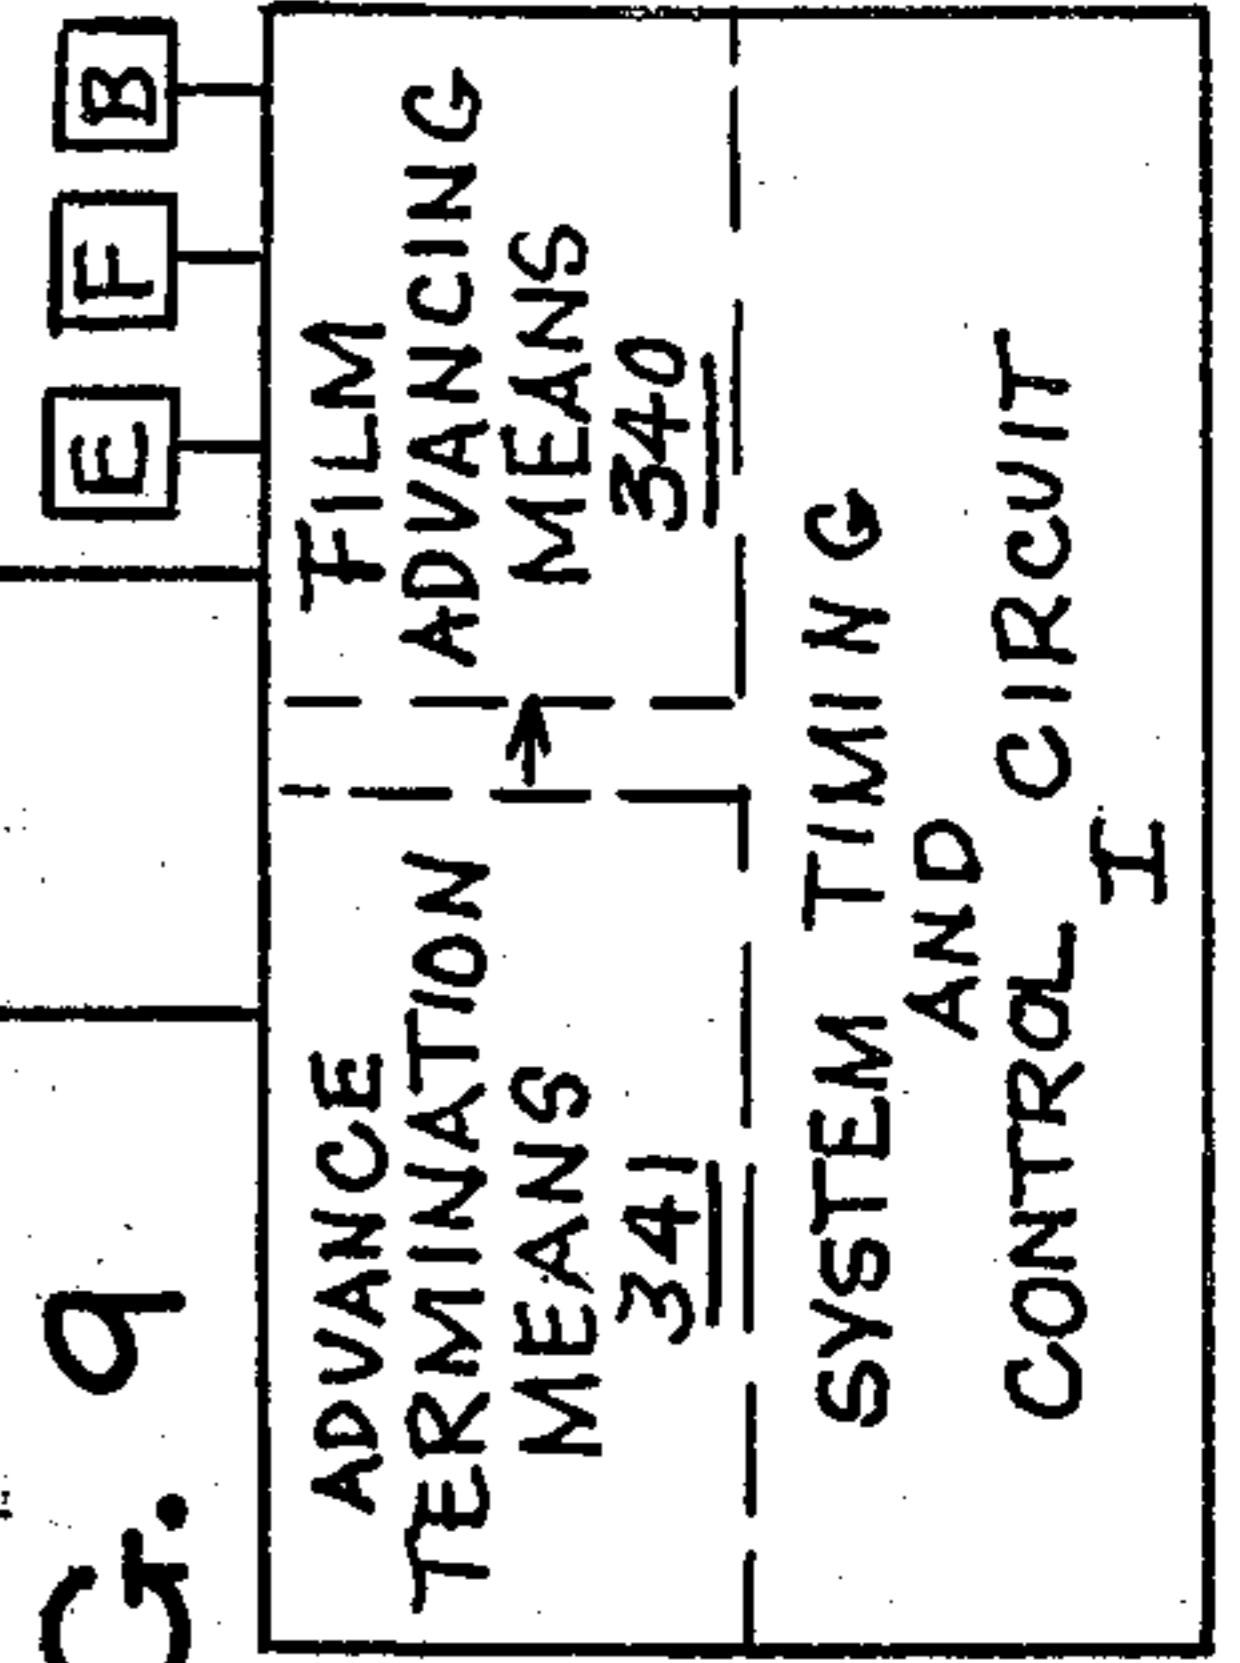 G. 9
E
F
B
ADVANCE
TERMINATION
MEANS
341
FILM
ADVANCING
MEANS
340
SYSTEM TIMING
AND
CONTROL CIRCUIT
I